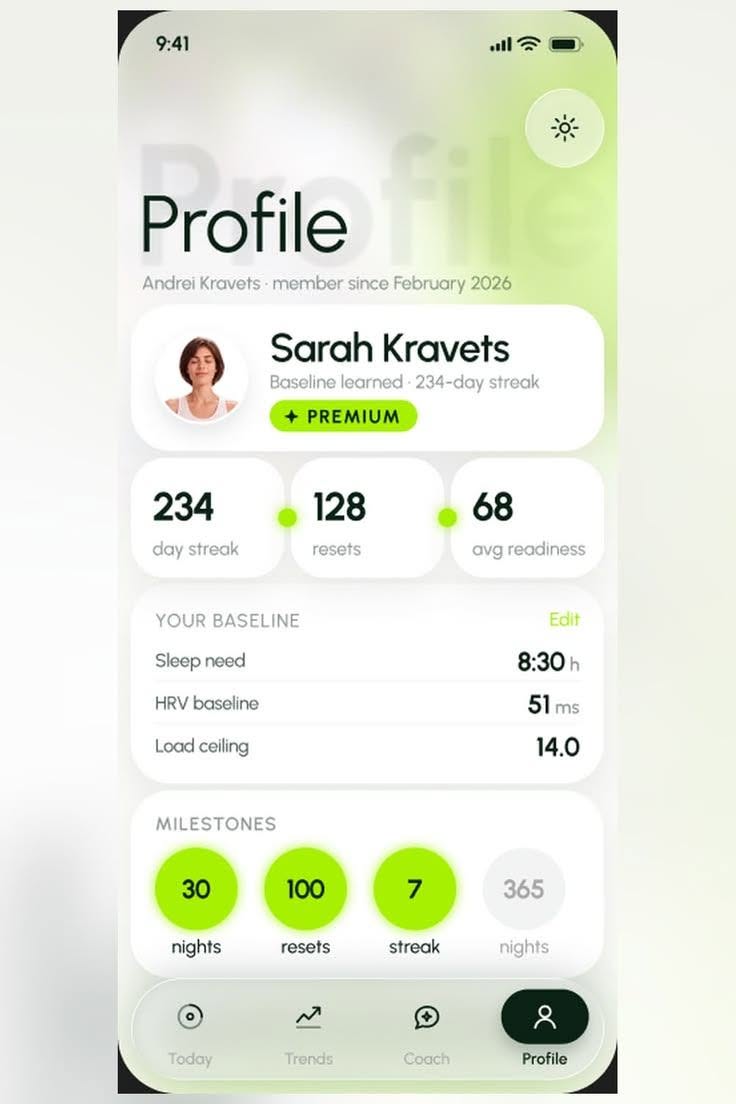 9:41
Profile
Profile
Andrei Kravets · member since February 2026
Sarah Kravets
Baseline learned · 234-day streak
PREMIUM
234 128 68
day streak resets avg readiness
YOUR BASELINE Edit
Sleep need 8:30 h
HRV baseline 51 ms
Load ceiling 14.0
MILESTONES
30 100 7 365
nights resets streak nights
Today Trends Coach Profile